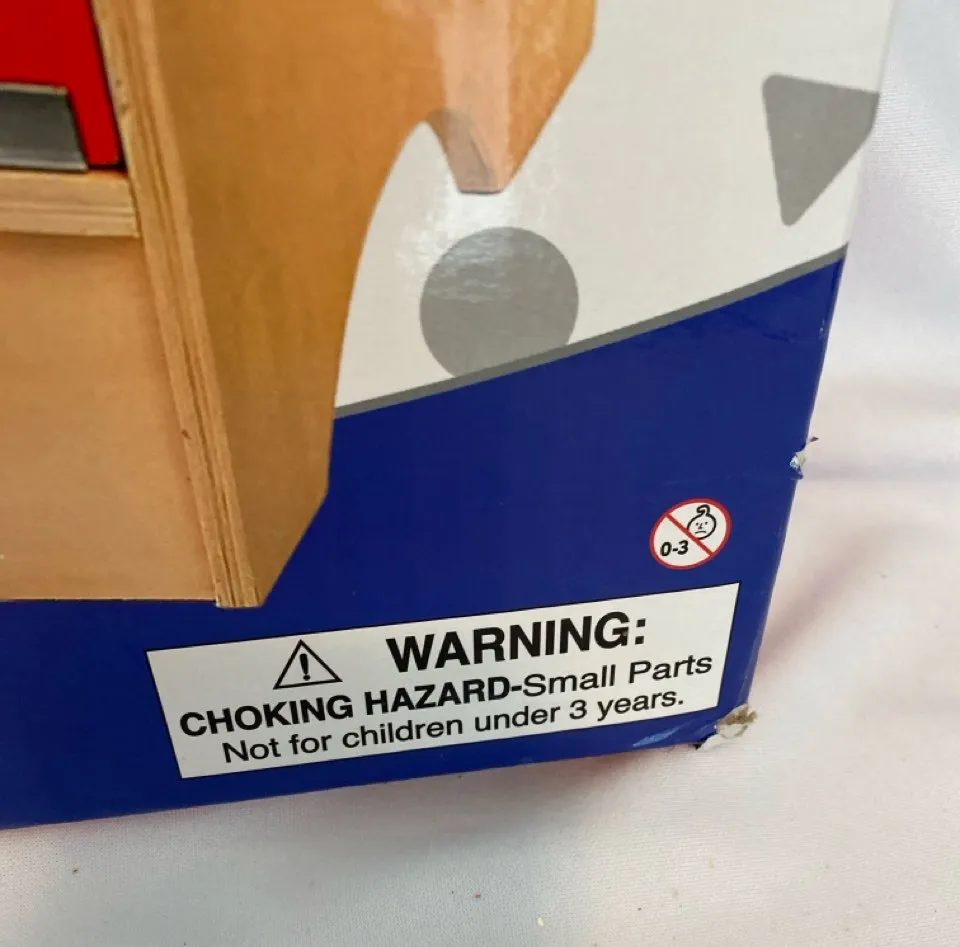 0-3
WARNING:
CHOKING HAZARD-Small Parts
Not for children under 3 years.